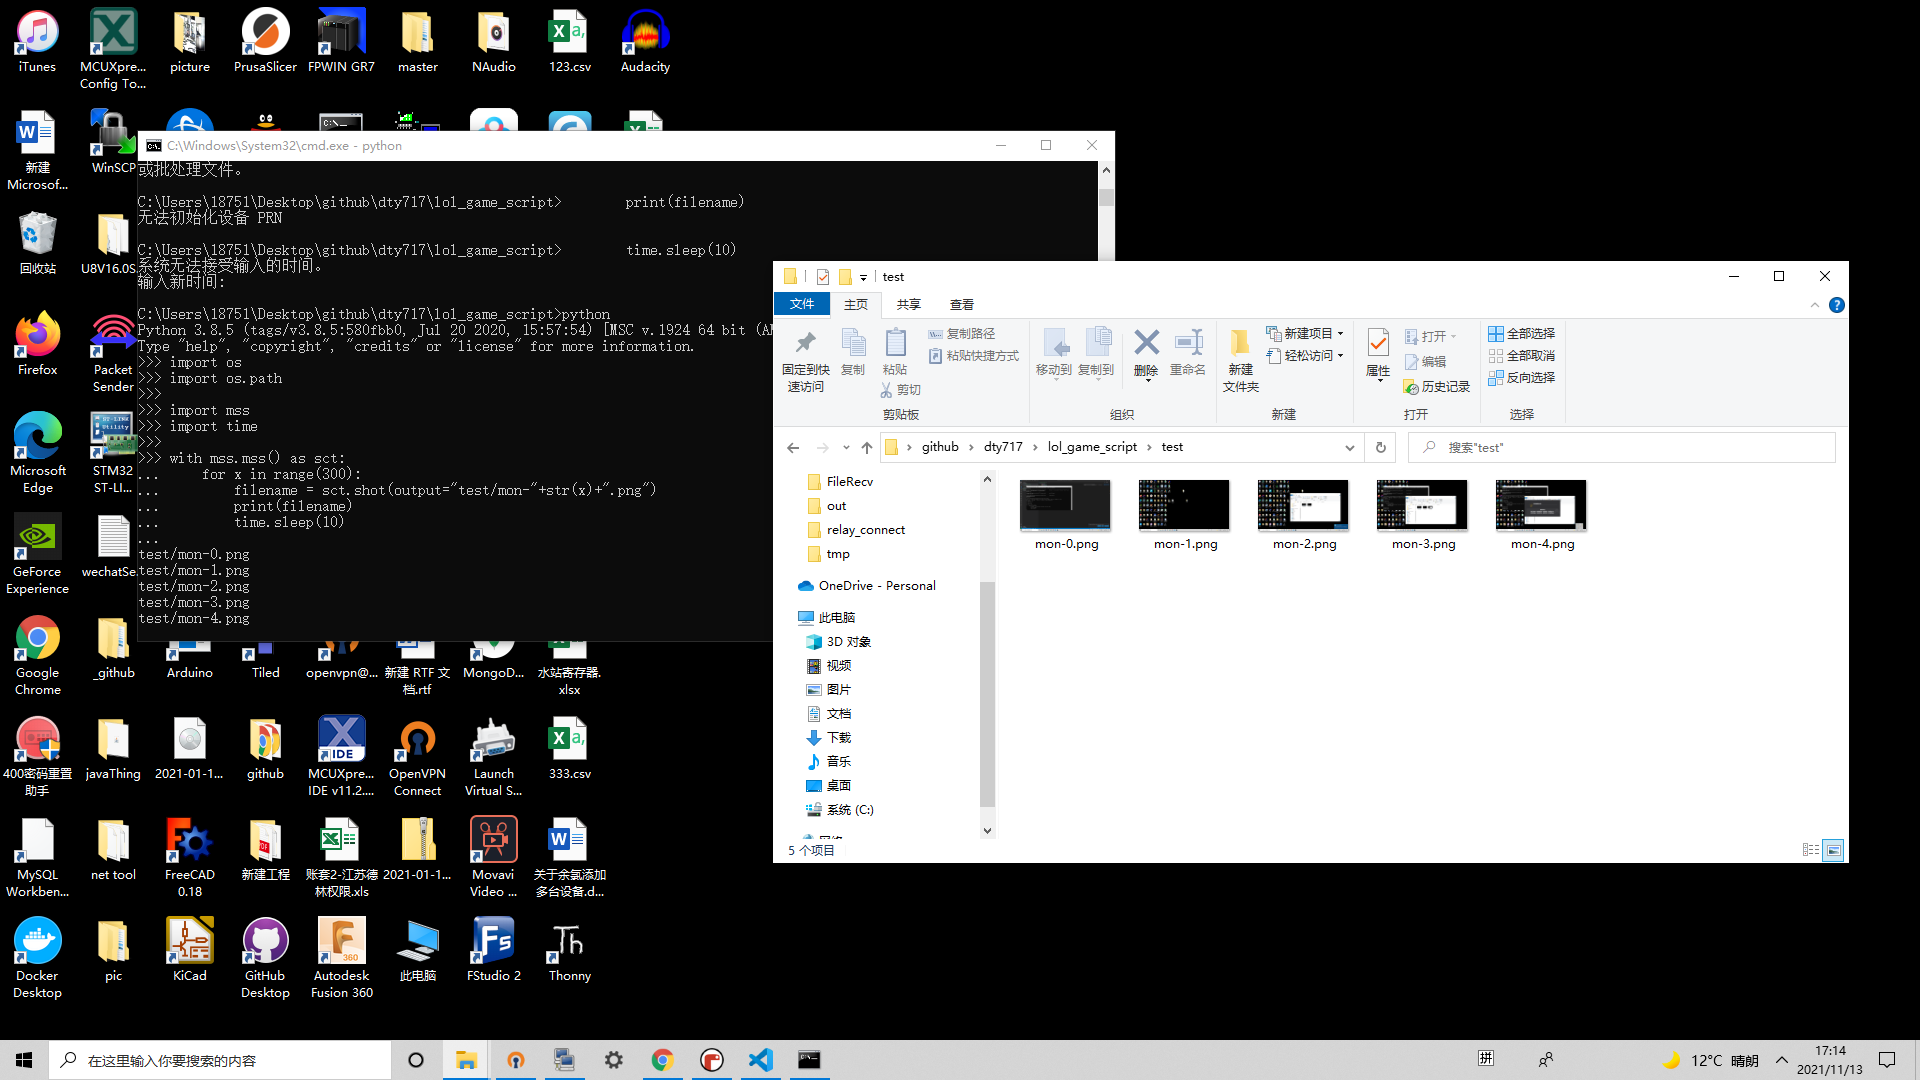 iTunes
MCUXpre...
Config To...
picture
PrusaSlicer
FPWIN GR7
master
NAudio
123.csv
Audacity
新建
Microsof...
WinSCP
回收站
U8V16.0S
Firefox
Packet
Sender
Microsoft
Edge
STM32
ST-LI...
GeForce
Experience
wechatSe.
C:\Windows\System32\cmd.exe - python
或批处理文件。
C:\Users\18751\Desktop\github\dty717\lol_game_script>        print(filename)
无法初始化设备 PRN
C:\Users\18751\Desktop\github\dty717\lol_game_script>        time.sleep(10)
系统无法接受输入的时间。
输入新时间:
C:\Users\18751\Desktop\github\dty717\lol_game_script>python
Python 3.8.5 (tags/v3.8.5:580fbb0, Jul 20 2020, 15:57:54) [MSC v.1924 64 bit (A
Type "help", "copyright", "credits" or "license" for more information.
>>> import os
>>> import os.path
>>>
>>> import mss
>>> import time
>>>
>>> with mss.mss() as sct:
...     for x in range(300):
...         filename = sct.shot(output="test/mon-"+str(x)+".png")
...         print(filename)
...         time.sleep(10)
...
test/mon-0.png
test/mon-1.png
test/mon-2.png
test/mon-3.png
test/mon-4.png
test
文件 主页 共享 查看
固定到快
速访问
复制
粘贴
复制路径
粘贴快捷方式
剪切
剪贴板
移动到
复制到
删除
重命名
组织
新建
文件夹
新建项目
轻松访问
新建
属性
打开
编辑
历史记录
打开
全部选择
全部取消
反向选择
选择
github › dty717 › lol_game_script › test
搜索"test"
FileRecv
out
relay_connect
tmp
OneDrive - Personal
此电脑
3D 对象
视频
图片
文档
下载
音乐
桌面
系统 (C:)
网络
mon-0.png
mon-1.png
mon-2.png
mon-3.png
mon-4.png
5 个项目
Google
Chrome
_github
Arduino
Tiled
openvpn@...
新建 RTF 文
档.rtf
MongoD...
水站寄存器.
xlsx
400密码重置
助手
javaThing
2021-01-1...
github
MCUXpre...
IDE v11.2....
OpenVPN
Connect
Launch
Virtual S...
333.csv
MySQL
Workben...
net tool
FreeCAD
0.18
新建工程
账套2-江苏德
林权限.xls
2021-01-1...
Movavi
Video ...
关于余氯添加
多台设备.d...
Docker
Desktop
pic
KiCad
GitHub
Desktop
Autodesk
Fusion 360
此电脑
FStudio 2
Thonny
在这里输入你要搜索的内容
拼
12°C 晴朗
17:14
2021/11/13